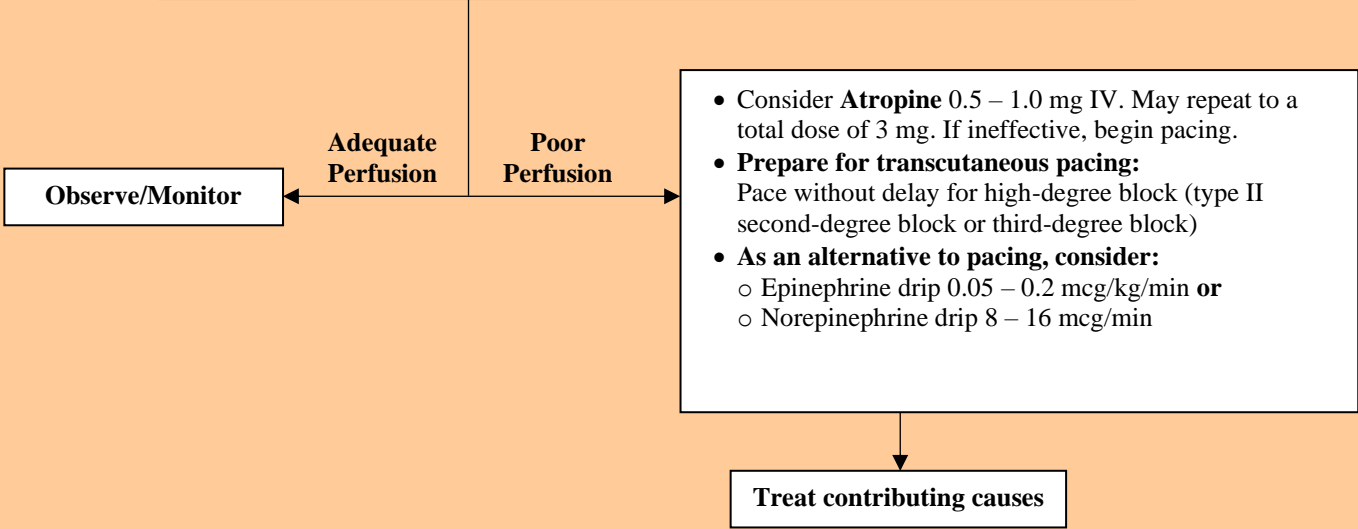 Adequate
Perfusion
Poor
Perfusion
Observe/Monitor
• Consider Atropine 0.5 – 1.0 mg IV. May repeat to a
total dose of 3 mg. If ineffective, begin pacing.
• Prepare for transcutaneous pacing:
Pace without delay for high-degree block (type II
second-degree block or third-degree block)
• As an alternative to pacing, consider:
o Epinephrine drip 0.05 – 0.2 mcg/kg/min or
o Norepinephrine drip 8 – 16 mcg/min
Treat contributing causes